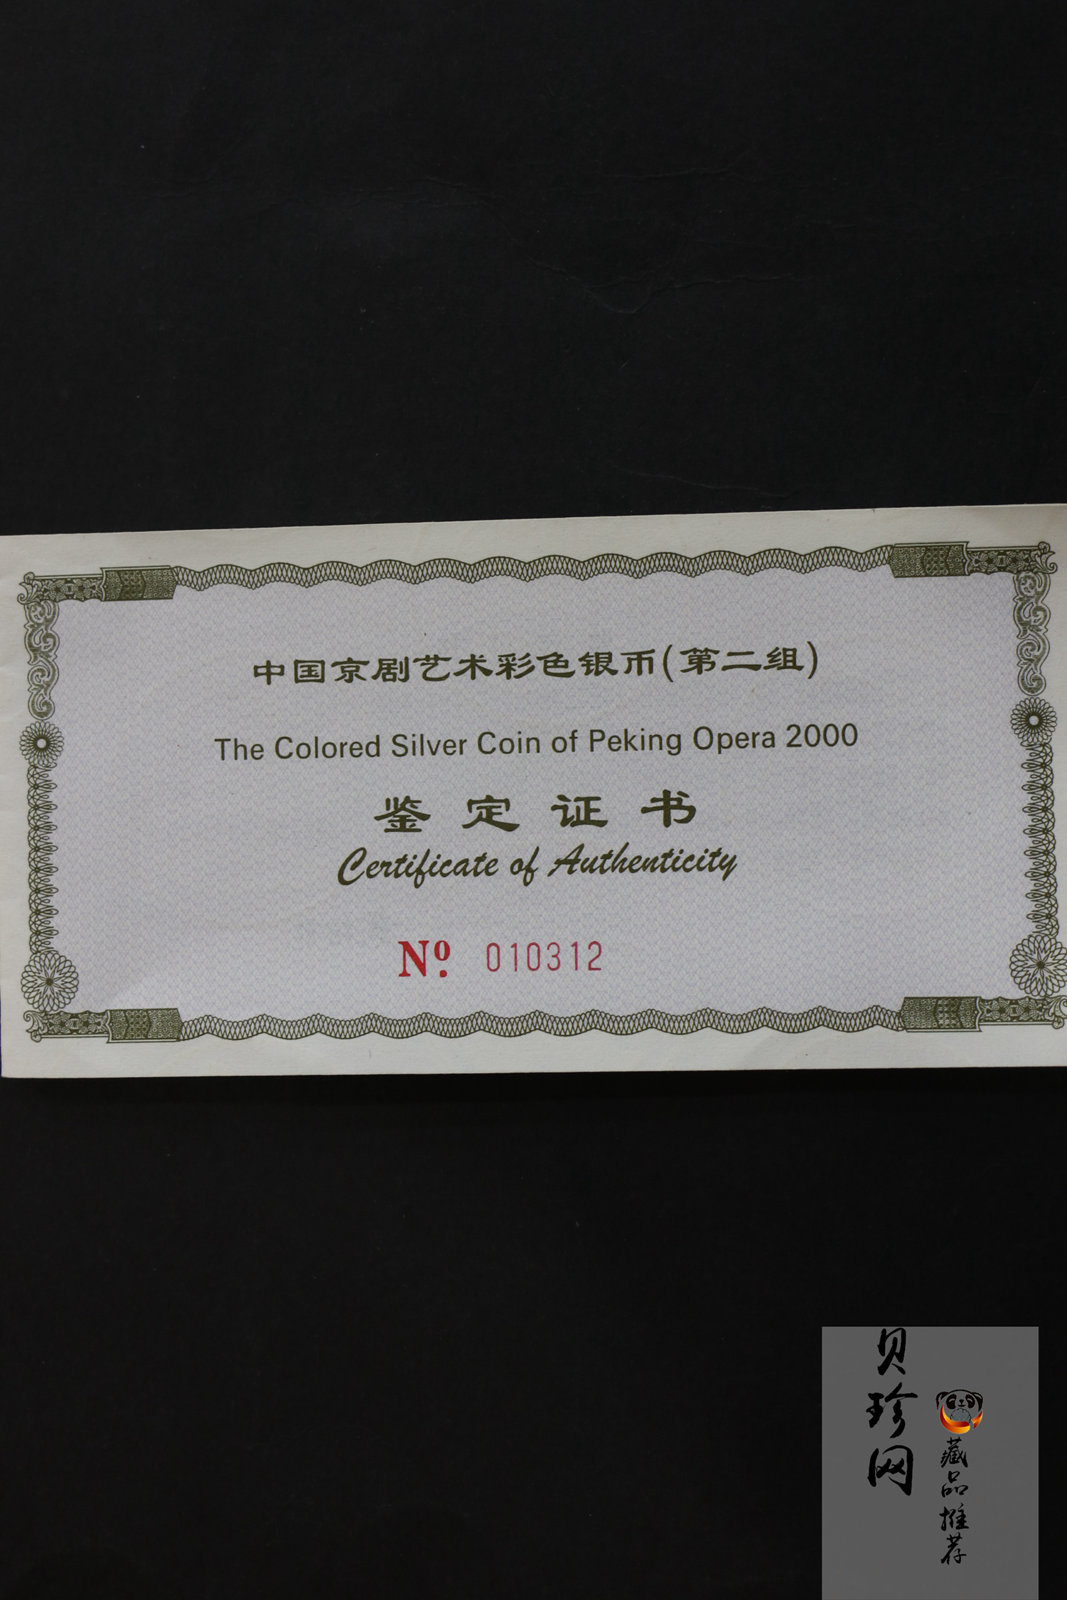 中国京剧艺术彩色银币(第二组)
The Colored Silver Coin of Peking Opera 2000
鉴定证书
Certificate of Authenticity
Nº. 010312
贝珍网
藏品推荐